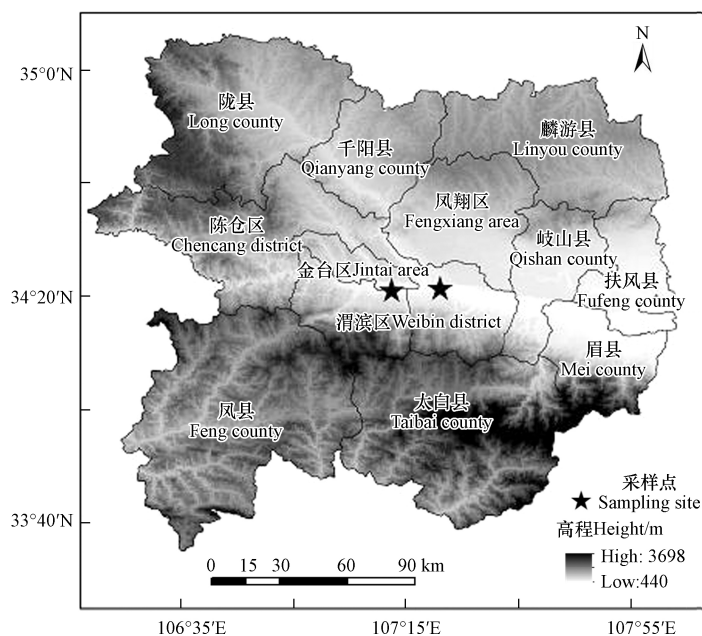 N
35°0′N
34°20′N
33°40′N
陇县
Long county
千阳县
Qianyang county
麟游县
Linyou county
凤翔区
Fengxiang area
陈仓区
Chencang district
岐山县
Qishan county
金台区Jintai area
扶风县
Fufeng county
渭滨区Weibin district
眉县
Mei county
凤县
Feng county
太白县
Taibai county
采样点
Sampling site
高程Height/m
High: 3698
Low:440
0 15 30 60 90 km
106°35′E 107°15′E 107°55′E